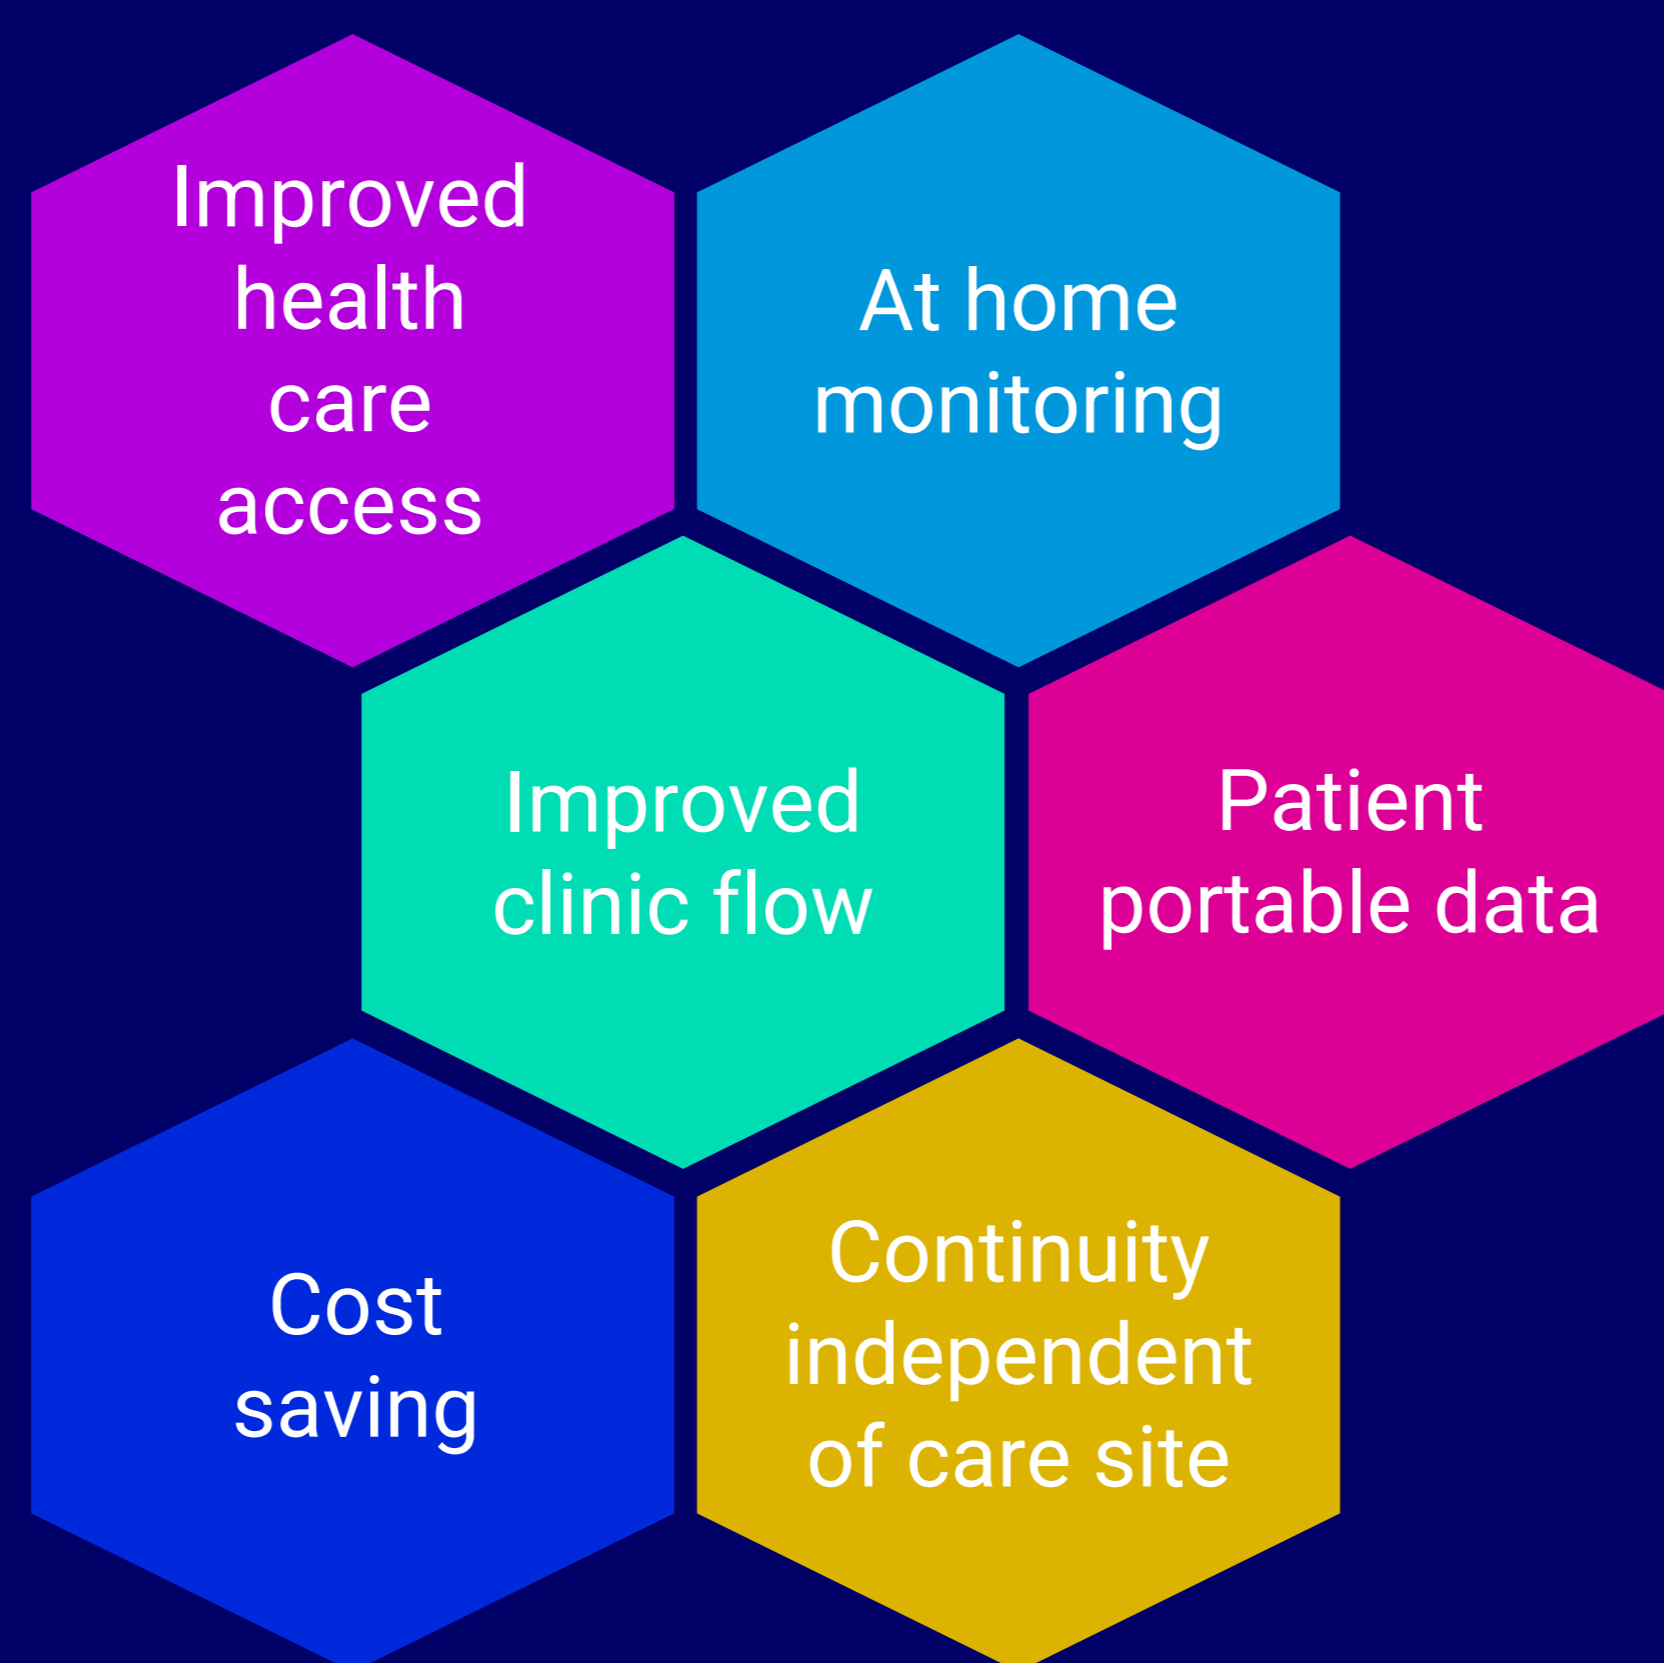 Improved
health
care
access
At home
monitoring
Improved
clinic flow
Patient
portable data
Cost
saving
Continuity
independent
of care site